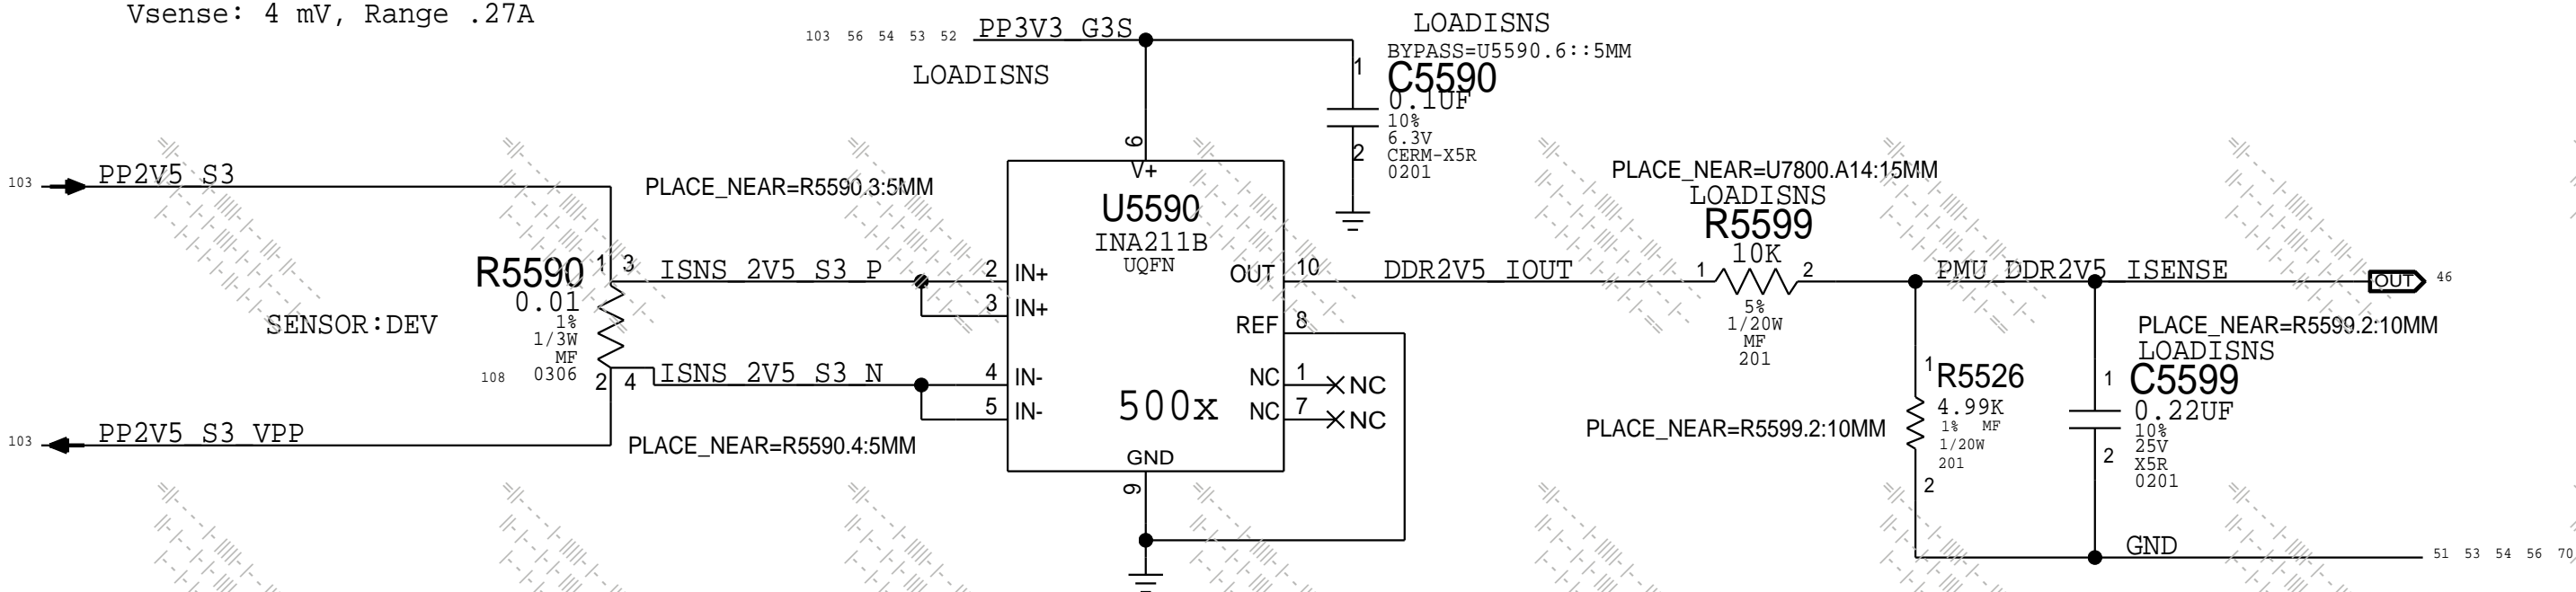 Vsense: 4 mV, Range .27A
103 56 54 53 52 PP3V3_G3S
LOADISNS
LOADISNS
BYPASS=U5590.6::5MM
1
C5590
0.1UF
10%
6.3V
CERM-X5R
0201
2
103 PP2V5_S3
PLACE_NEAR=R5590.3:5MM
6
V+
U5590
INA211B
UQFN
500x
R5590
0.01
1%
1/3W
MF
0306
108
SENSOR:DEV
1 3 ISNS_2V5_S3_P 2 IN+
3 IN+
2 4 ISNS_2V5_S3_N 4 IN-
5 IN-
103 PP2V5_S3_VPP
PLACE_NEAR=R5590.4:5MM
OUT 10 DDR2V5_IOUT
REF 8
NC 1 NC
NC 7 NC
GND
9
PLACE_NEAR=U7800.A14:15MM
LOADISNS
R5599
10K
1 2
5%
1/20W
MF
201
PMU_DDR2V5_ISENSE OUT 46
PLACE_NEAR=R5599.2:10MM
LOADISNS
1
C5599
0.22UF
10%
25V
X5R
0201
2
1
R5526
4.99K
1% MF
1/20W
201
2
PLACE_NEAR=R5599.2:10MM
GND 51 53 54 56 70